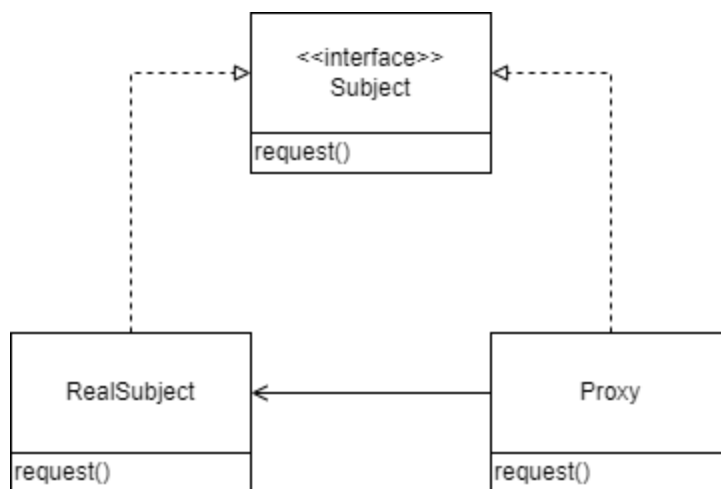 <<interface>>
Subject
request()
RealSubject
Proxy
request()
request()